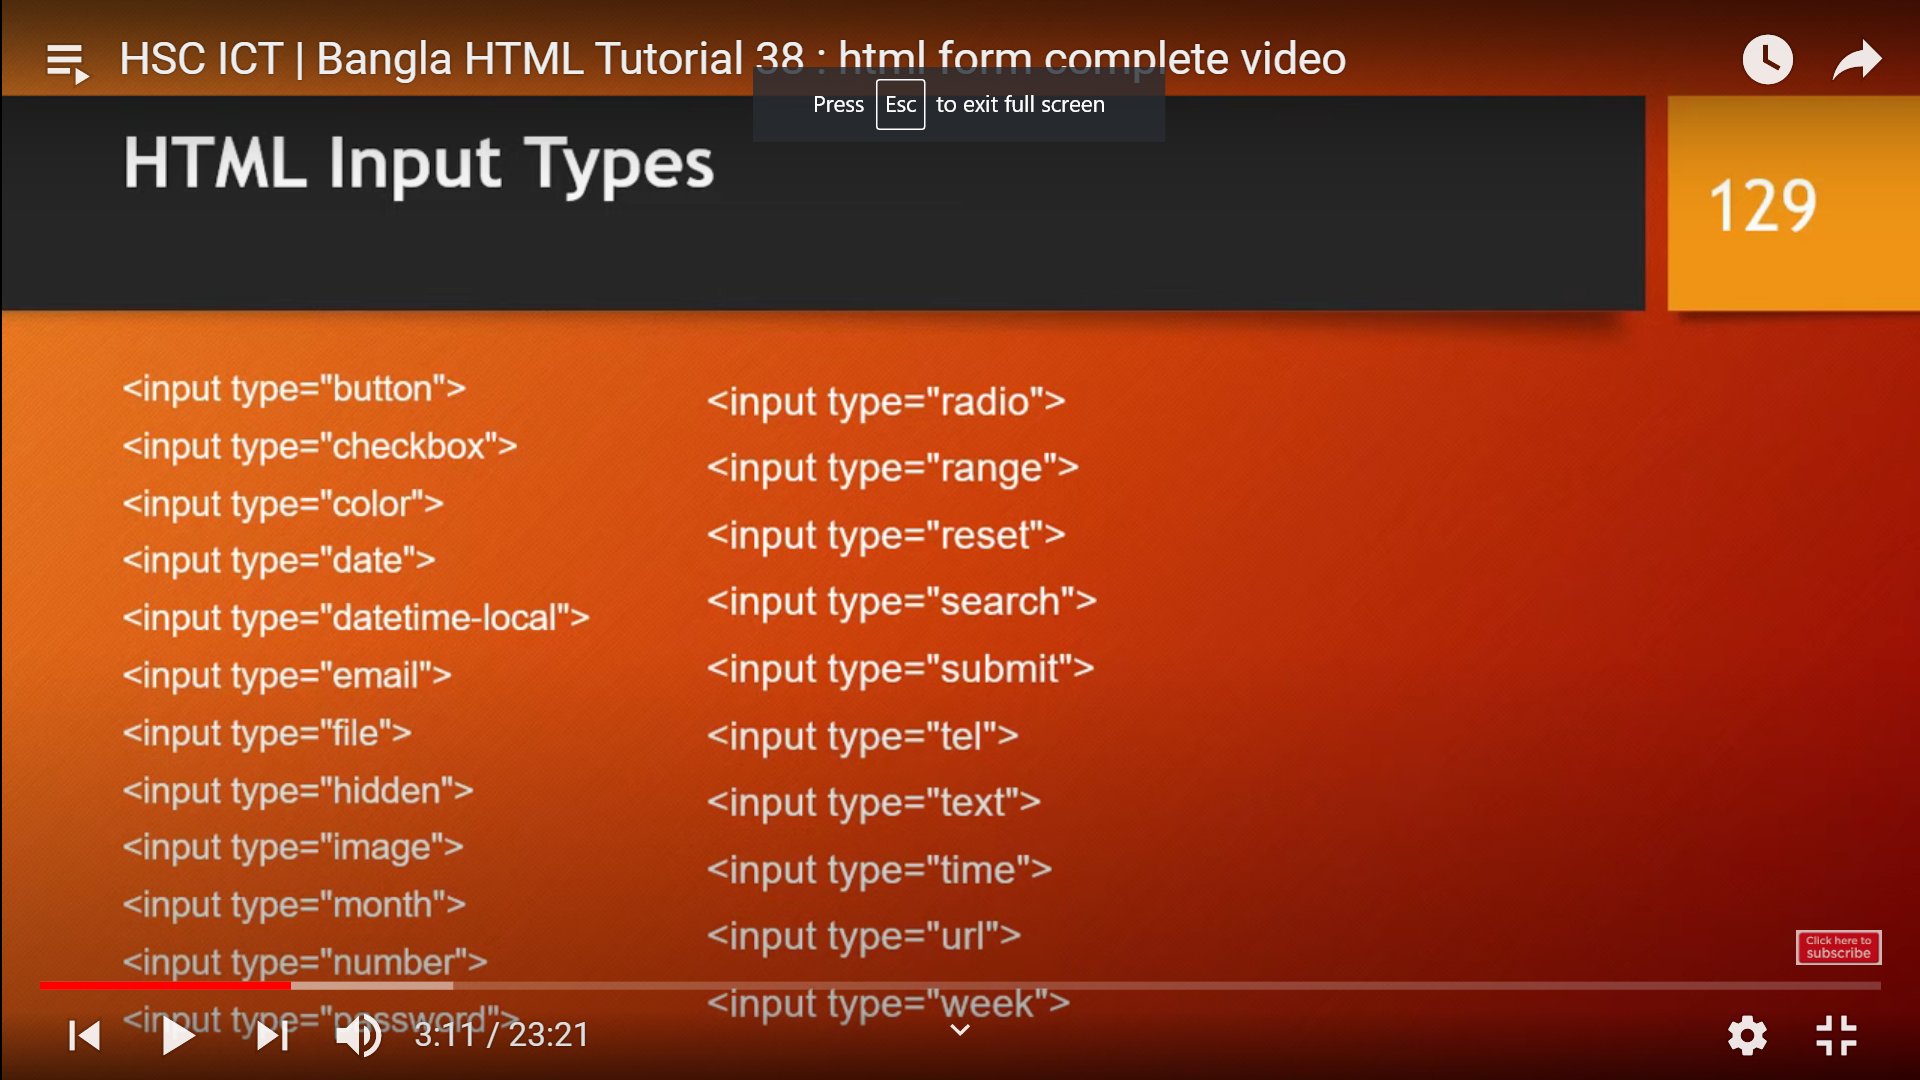 HSC ICT | Bangla HTML Tutorial 38 : html form complete video
Press Esc to exit full screen
HTML Input Types
129
<input type="button">
<input type="checkbox">
<input type="color">
<input type="date">
<input type="datetime-local">
<input type="email">
<input type="file">
<input type="hidden">
<input type="image">
<input type="month">
<input type="number">
<input type="password">
<input type="radio">
<input type="range">
<input type="reset">
<input type="search">
<input type="submit">
<input type="tel">
<input type="text">
<input type="time">
<input type="url">
<input type="week">
Click here to
subscribe
3:11 / 23:21